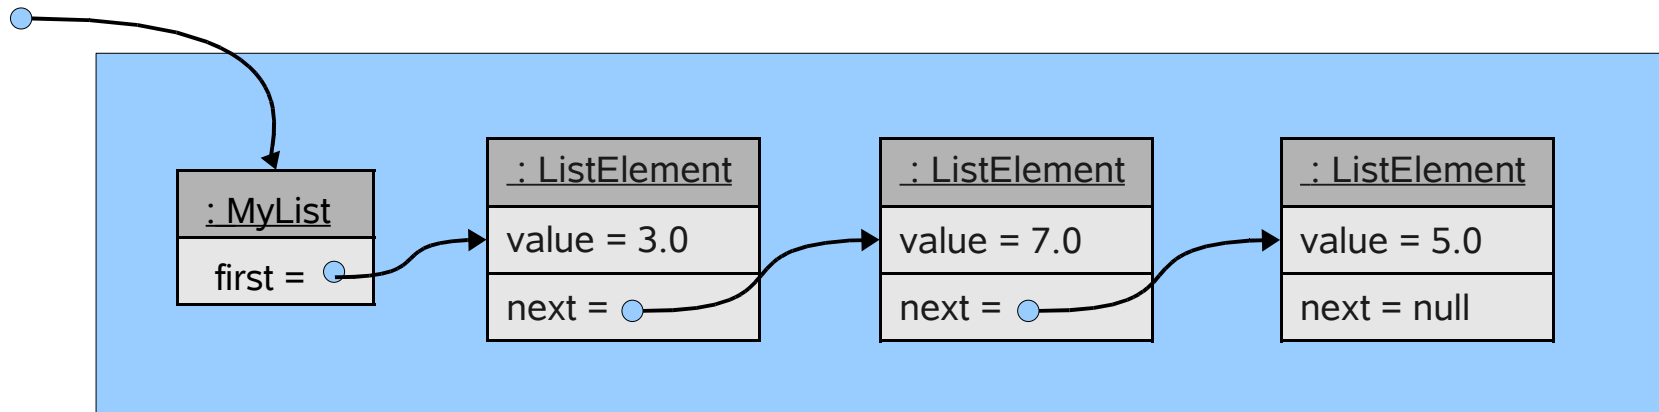 : MyList
first =
: ListElement
value = 3.0
next =
: ListElement
value = 7.0
next =
: ListElement
value = 5.0
next = null